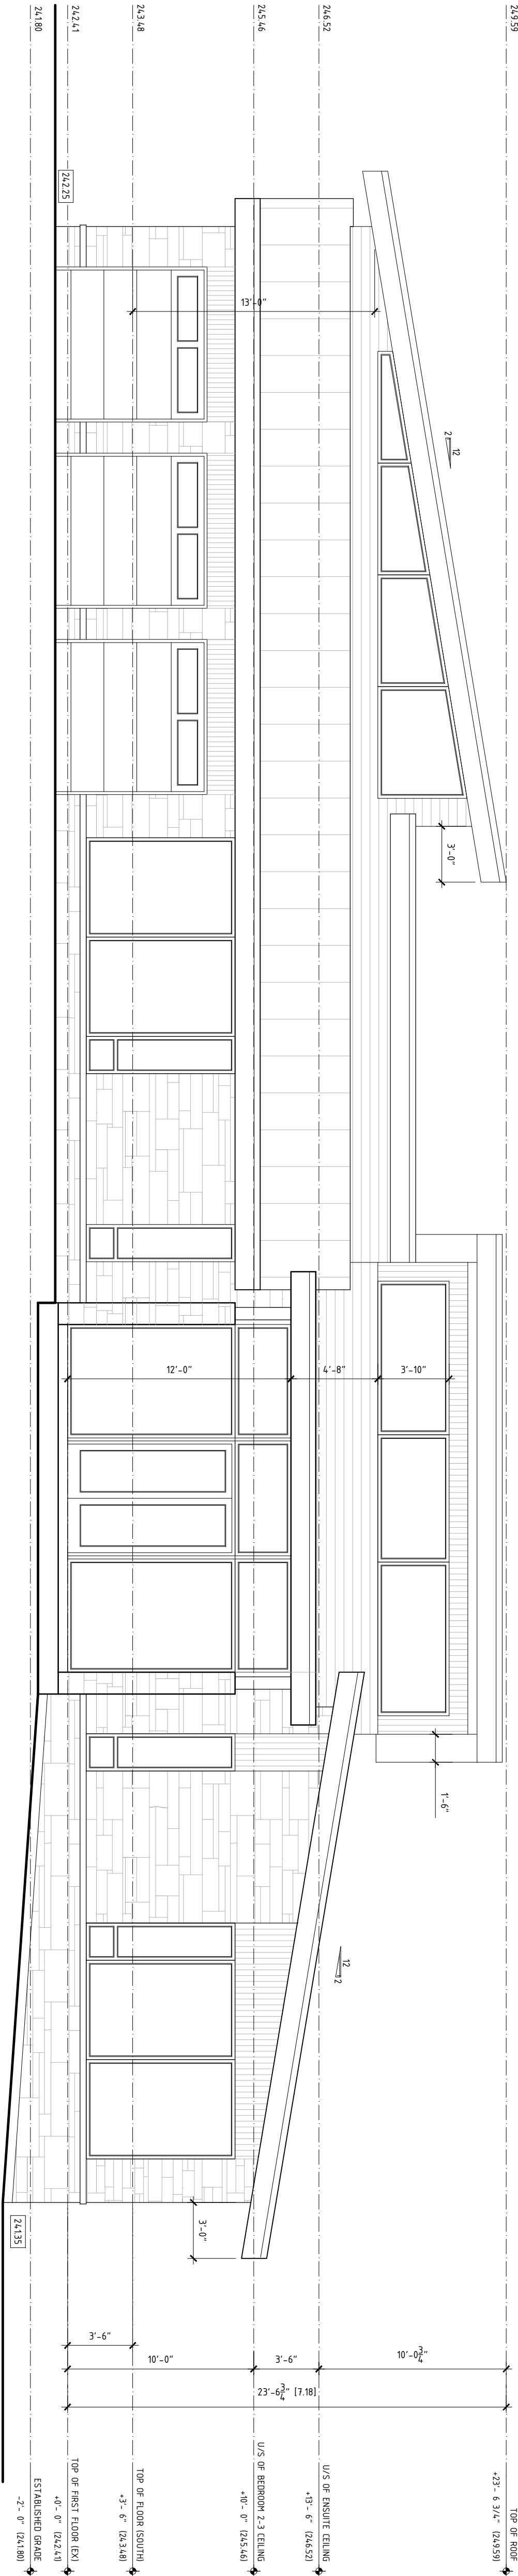 249.59
246.52
245.46
243.48
242.41
241.80
242.25
13'-0"
12
2
3'-0"
12'-0"
4'-8"
3'-10"
1'-6"
12
2
3'-0"
241.35
3'-6"
10'-0"
3'-6"
10'-0 3/4"
23'-6 3/4" [7.18]
TOP OF ROOF
+23'- 6 3/4" (249.59)
U/S OF ENSUITE CEILING
+13'- 6" (246.52)
U/S OF BEDROOM 2-3 CEILING
+10'- 0" (245.46)
TOP OF FLOOR (SOUTH)
+3'- 6" (243.48)
TOP OF FIRST FLOOR (EX)
+0'- 0" (242.41)
ESTABLISHED GRADE
-2'- 0" (241.80)